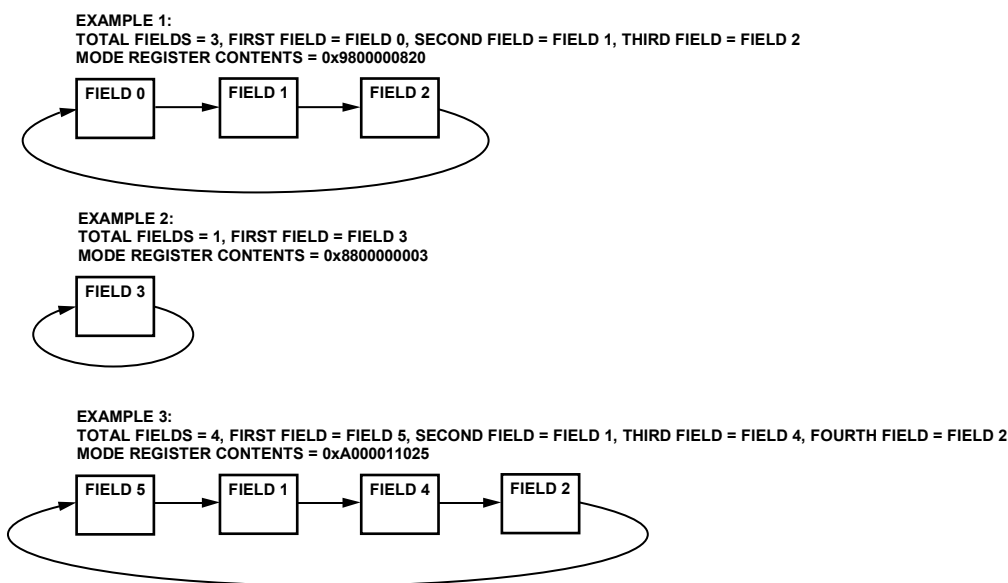 EXAMPLE 1:
TOTAL FIELDS = 3, FIRST FIELD = FIELD 0, SECOND FIELD = FIELD 1, THIRD FIELD = FIELD 2
MODE REGISTER CONTENTS = 0x9800000820
FIELD 0
FIELD 1
FIELD 2
EXAMPLE 2:
TOTAL FIELDS = 1, FIRST FIELD = FIELD 3
MODE REGISTER CONTENTS = 0x8800000003
FIELD 3
EXAMPLE 3:
TOTAL FIELDS = 4, FIRST FIELD = FIELD 5, SECOND FIELD = FIELD 1, THIRD FIELD = FIELD 4, FOURTH FIELD = FIELD 2
MODE REGISTER CONTENTS = 0xA000011025
FIELD 5
FIELD 1
FIELD 4
FIELD 2